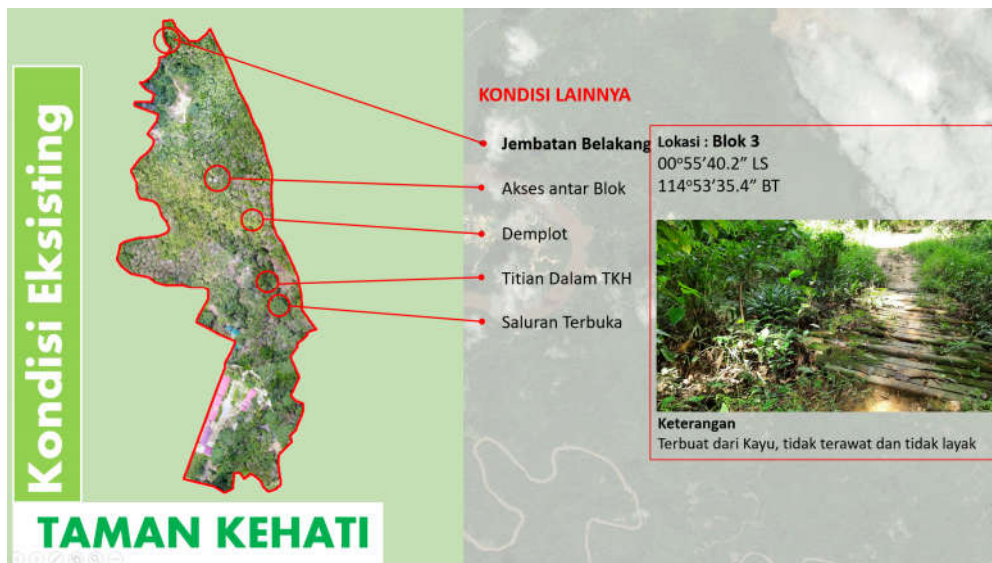 Kondisi Eksisting
KONDISI LAINNYA
Jembatan Belakang
Akses antar Blok
Demplot
Titian Dalam TKH
Saluran Terbuka
Lokasi : Blok 3
00°55'40.2” LS
114°53'35.4” BT
Keterangan
Terbuat dari Kayu, tidak terawat dan tidak layak
TAMAN KEHATI